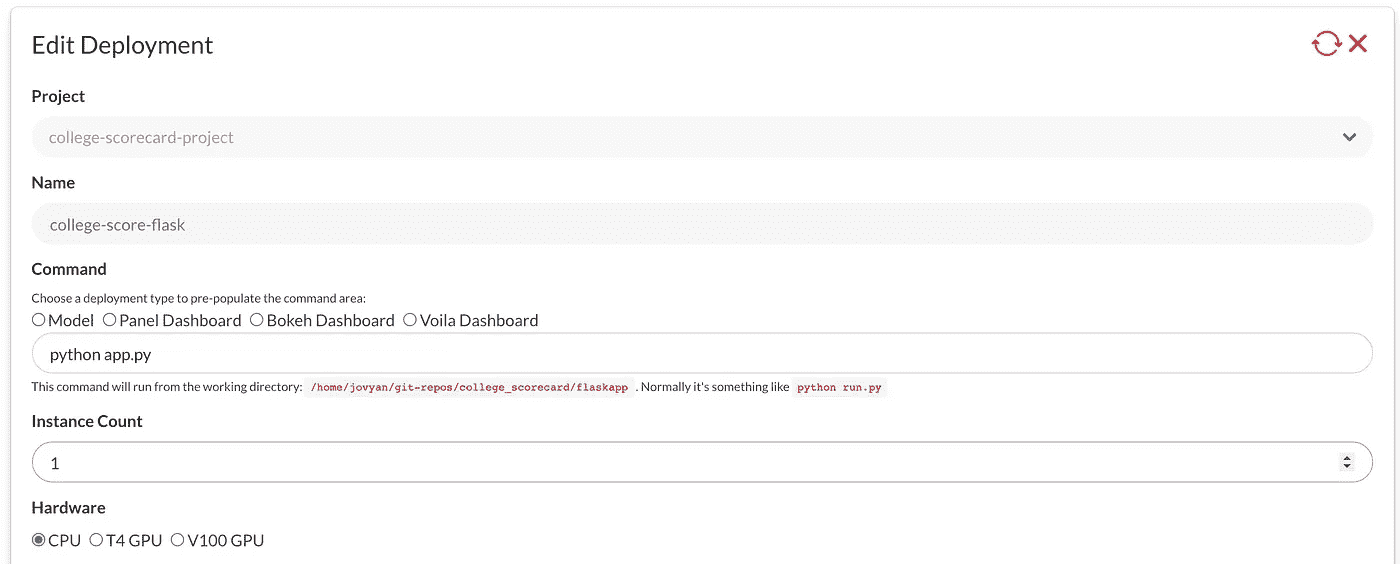 Edit Deployment
Project
college-scorecard-project
Name
college-score-flask
Command
Choose a deployment type to pre-populate the command area:
Model Panel Dashboard Bokeh Dashboard Voila Dashboard
python app.py
This command will run from the working directory: /home/jovyan/git-repos/college_scorecard/flaskapp . Normally it's something like python run.py
Instance Count
1
Hardware
CPU T4 GPU V100 GPU